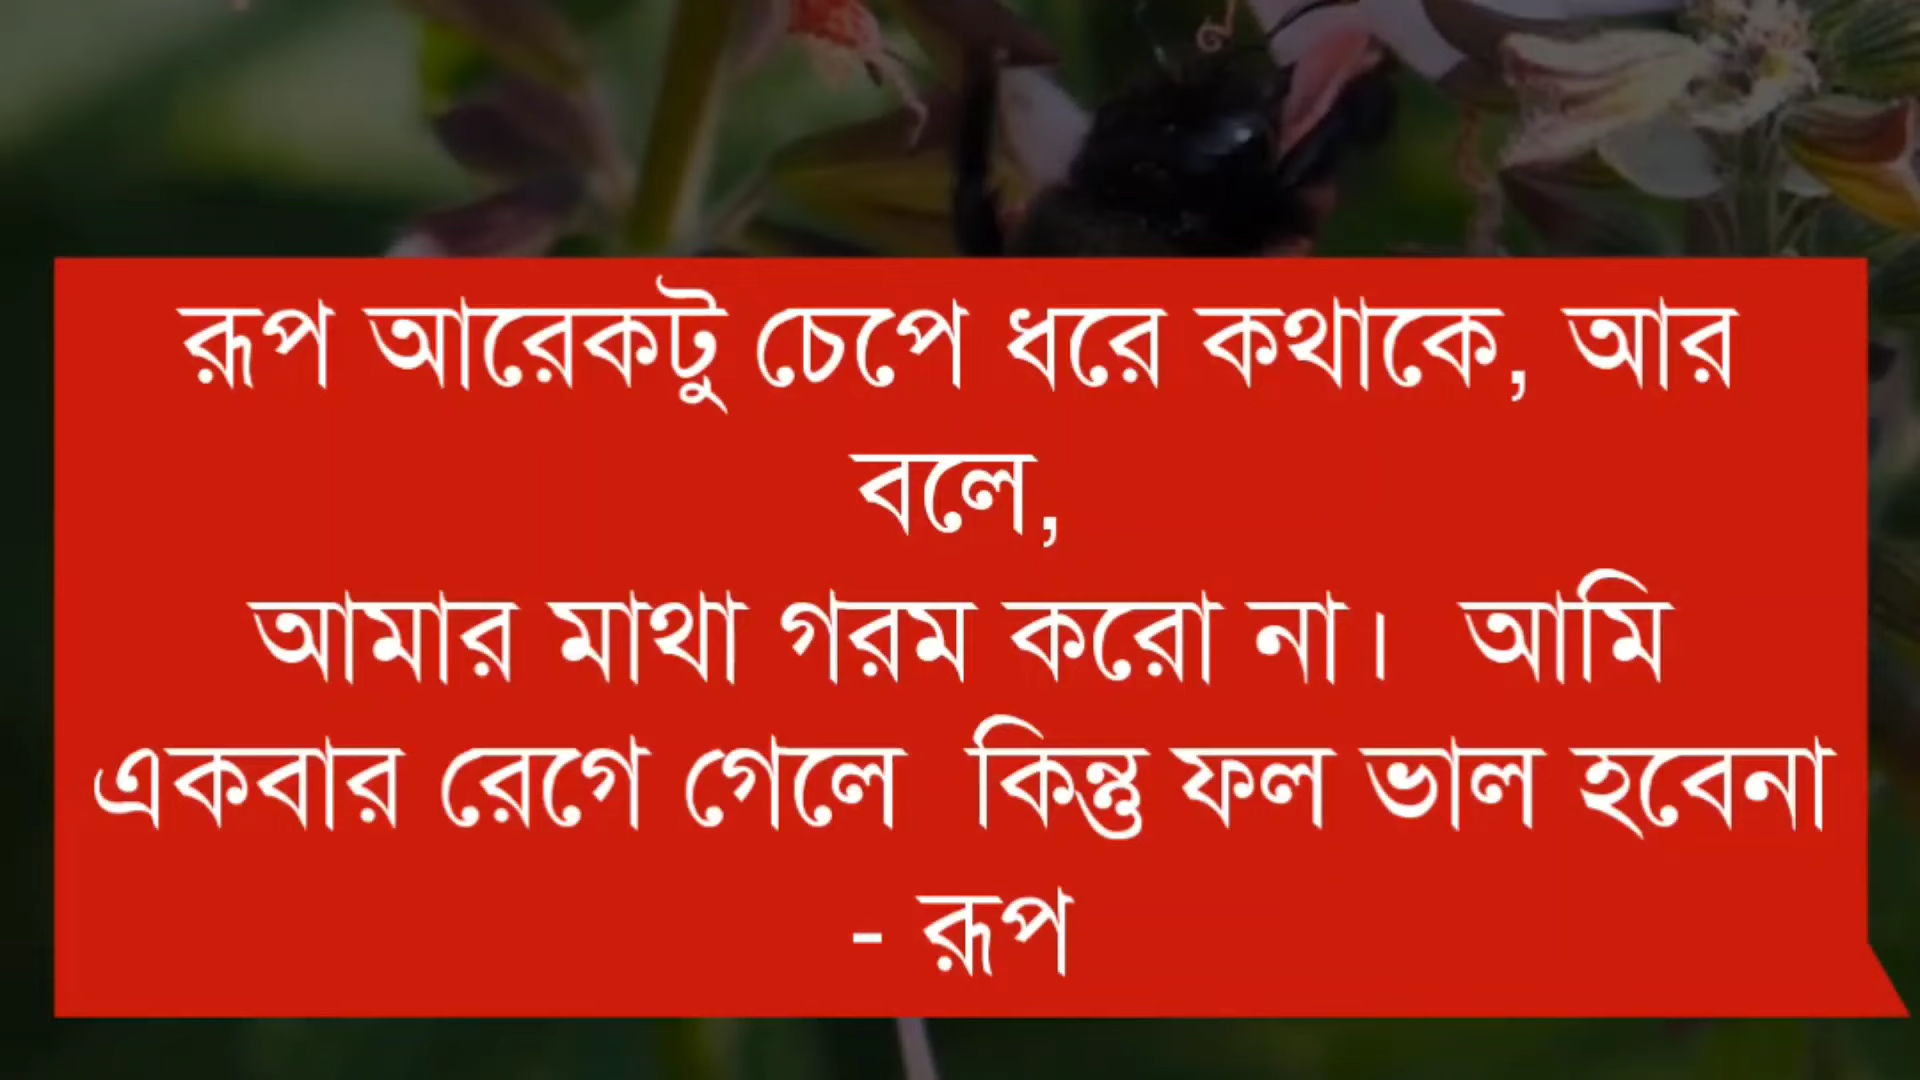 রূপ আরেকটু চেপে ধরে কথাকে, আর
বলে,
আমার মাথা গরম করো না। আমি
একবার রেগে গেলে কিন্তু ফল ভাল হবেনা
- রূপ